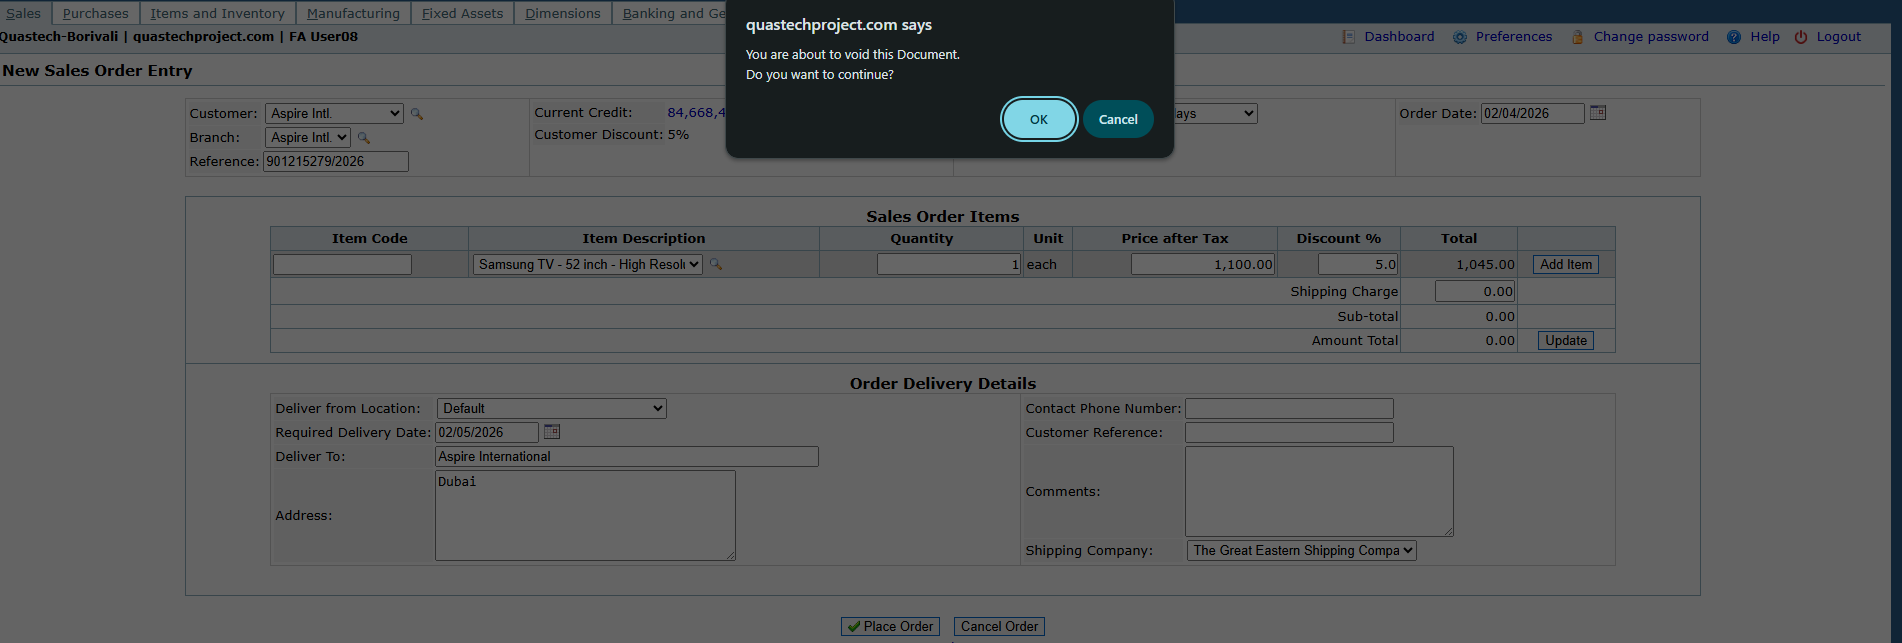 Sales Purchases Items and Inventory Manufacturing Fixed Assets Dimensions Banking and Ge
Quastech-Borivali | quastechproject.com | FA User08
Dashboard Preferences Change password Help Logout
New Sales Order Entry
quastechproject.com says
You are about to void this Document.
Do you want to continue?
OK Cancel
Customer: Aspire Intl.
Branch: Aspire Intl.
Reference: 901215279/2026
Current Credit: 84,668,4
Customer Discount: 5%
ays
Order Date: 02/04/2026
Sales Order Items
Item Code Item Description Quantity Unit Price after Tax Discount % Total
Samsung TV - 52 inch - High Resolu 1 each 1,100.00 5.0 1,045.00 Add Item
Shipping Charge 0.00
Sub-total 0.00
Amount Total 0.00 Update
Order Delivery Details
Deliver from Location: Default
Required Delivery Date: 02/05/2026
Deliver To: Aspire International
Address: Dubai
Contact Phone Number:
Customer Reference:
Comments:
Shipping Company: The Great Eastern Shipping Compa
Place Order Cancel Order